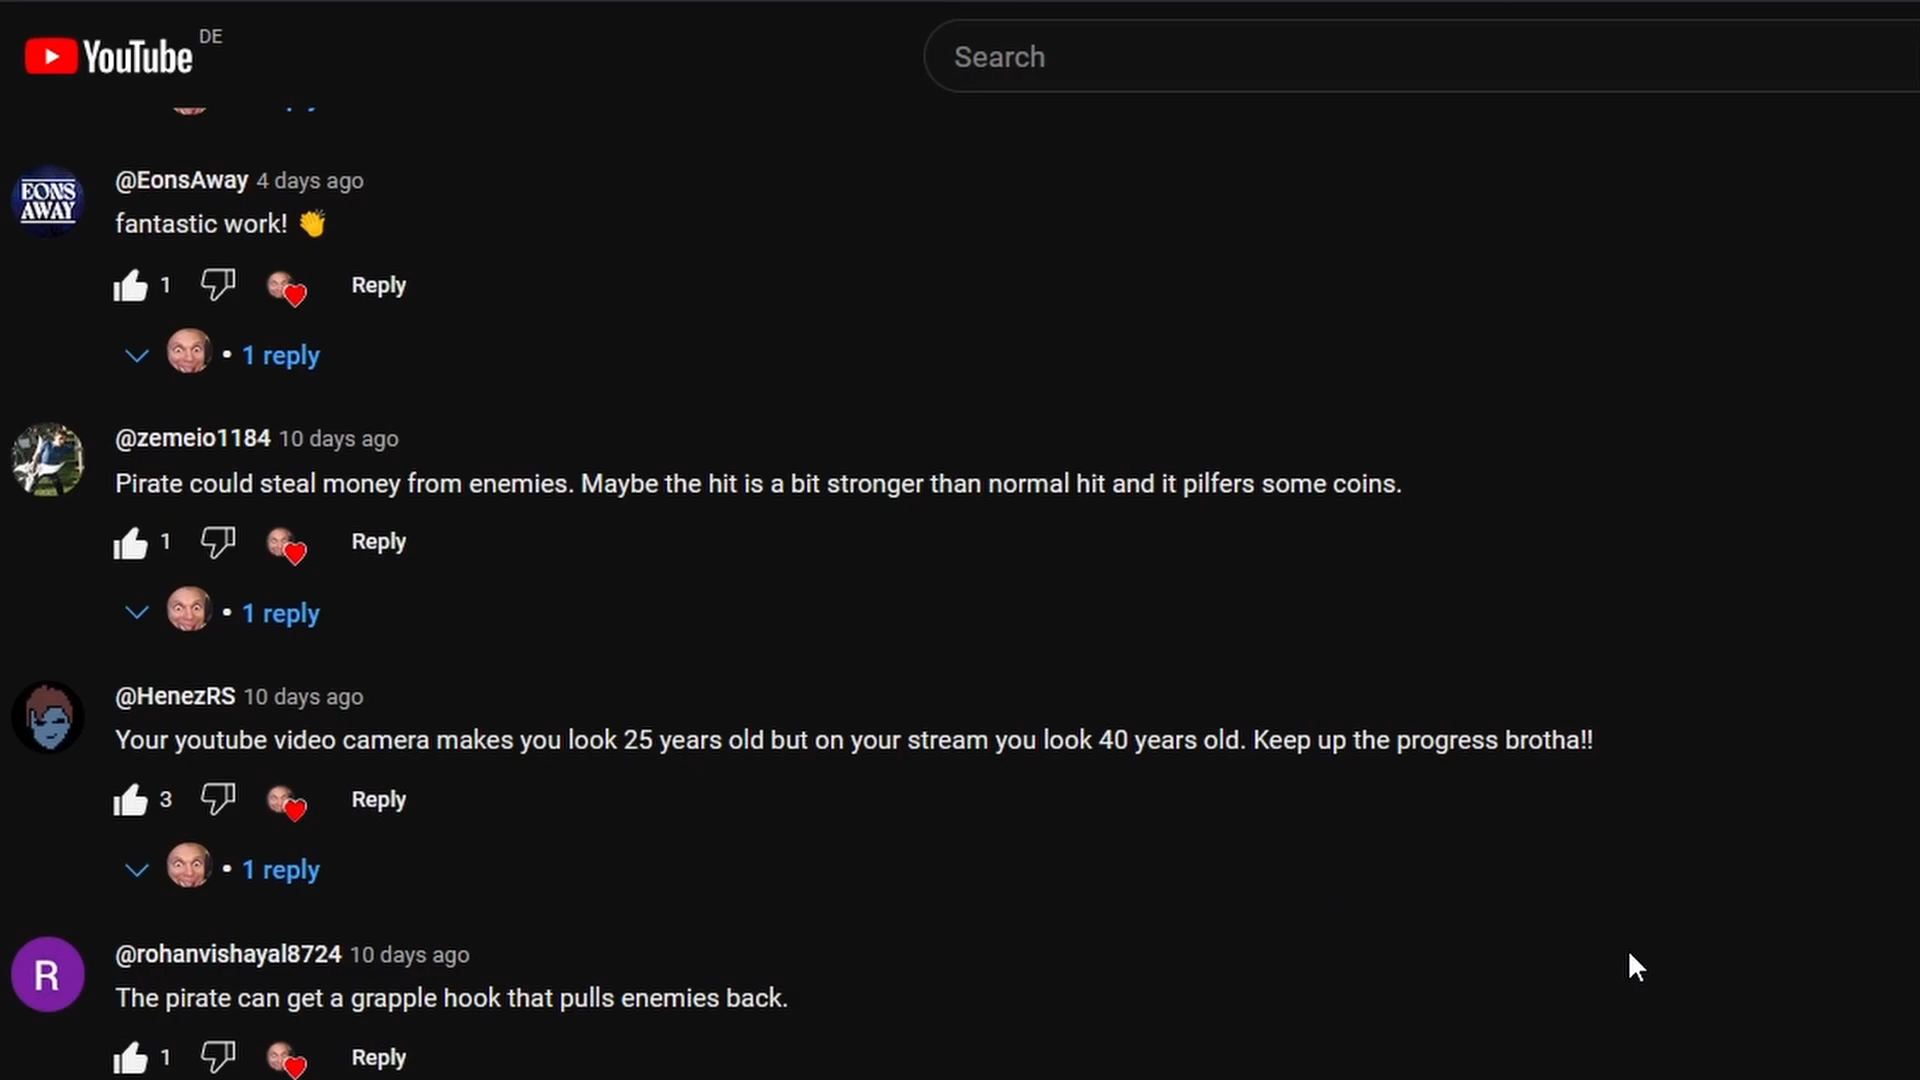 YouTube DE
Search
EONS
AWAY
@EonsAway 4 days ago
fantastic work! 👏
1 Reply
• 1 reply
@zemeio1184 10 days ago
Pirate could steal money from enemies. Maybe the hit is a bit stronger than normal hit and it pilfers some coins.
1 Reply
• 1 reply
@HenezRS 10 days ago
Your youtube video camera makes you look 25 years old but on your stream you look 40 years old. Keep up the progress brotha!!
3 Reply
• 1 reply
R
@rohanvishayal8724 10 days ago
The pirate can get a grapple hook that pulls enemies back.
1 Reply